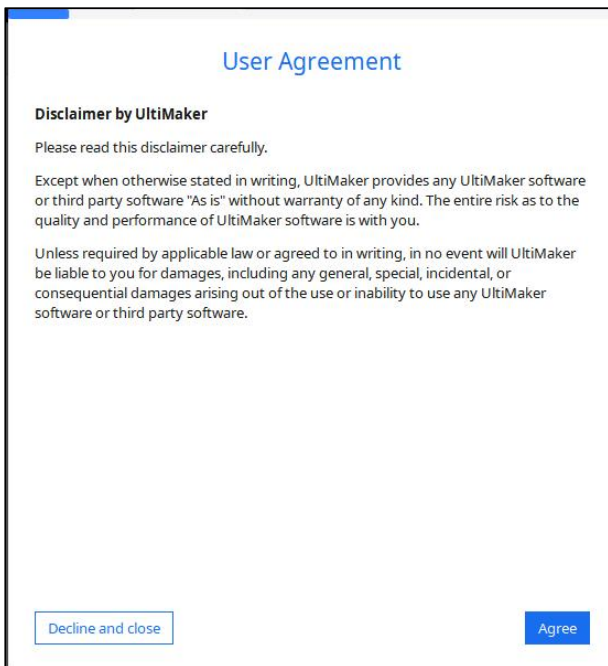 User Agreement
Disclaimer by UltiMaker
Please read this disclaimer carefully.
Except when otherwise stated in writing, UltiMaker provides any UltiMaker software
or third party software "As is" without warranty of any kind. The entire risk as to the
quality and performance of UltiMaker software is with you.
Unless required by applicable law or agreed to in writing, in no event will UltiMaker
be liable to you for damages, including any general, special, incidental, or
consequential damages arising out of the use or inability to use any UltiMaker
software or third party software.
Decline and close
Agree